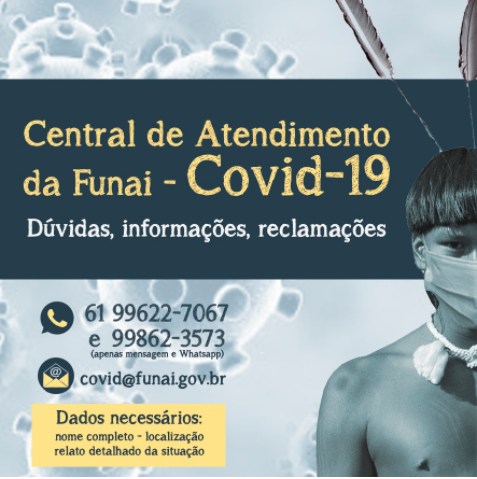 Central de Atendimento
da Funai - Covid-19
Dúvidas, informações, reclamações
61 99622-7067
e 99862-3573
(apenas mensagem e Whatsapp)
@ covid@funai.gov.br
Dados necessários:
nome completo - localização
relato detalhado da situação